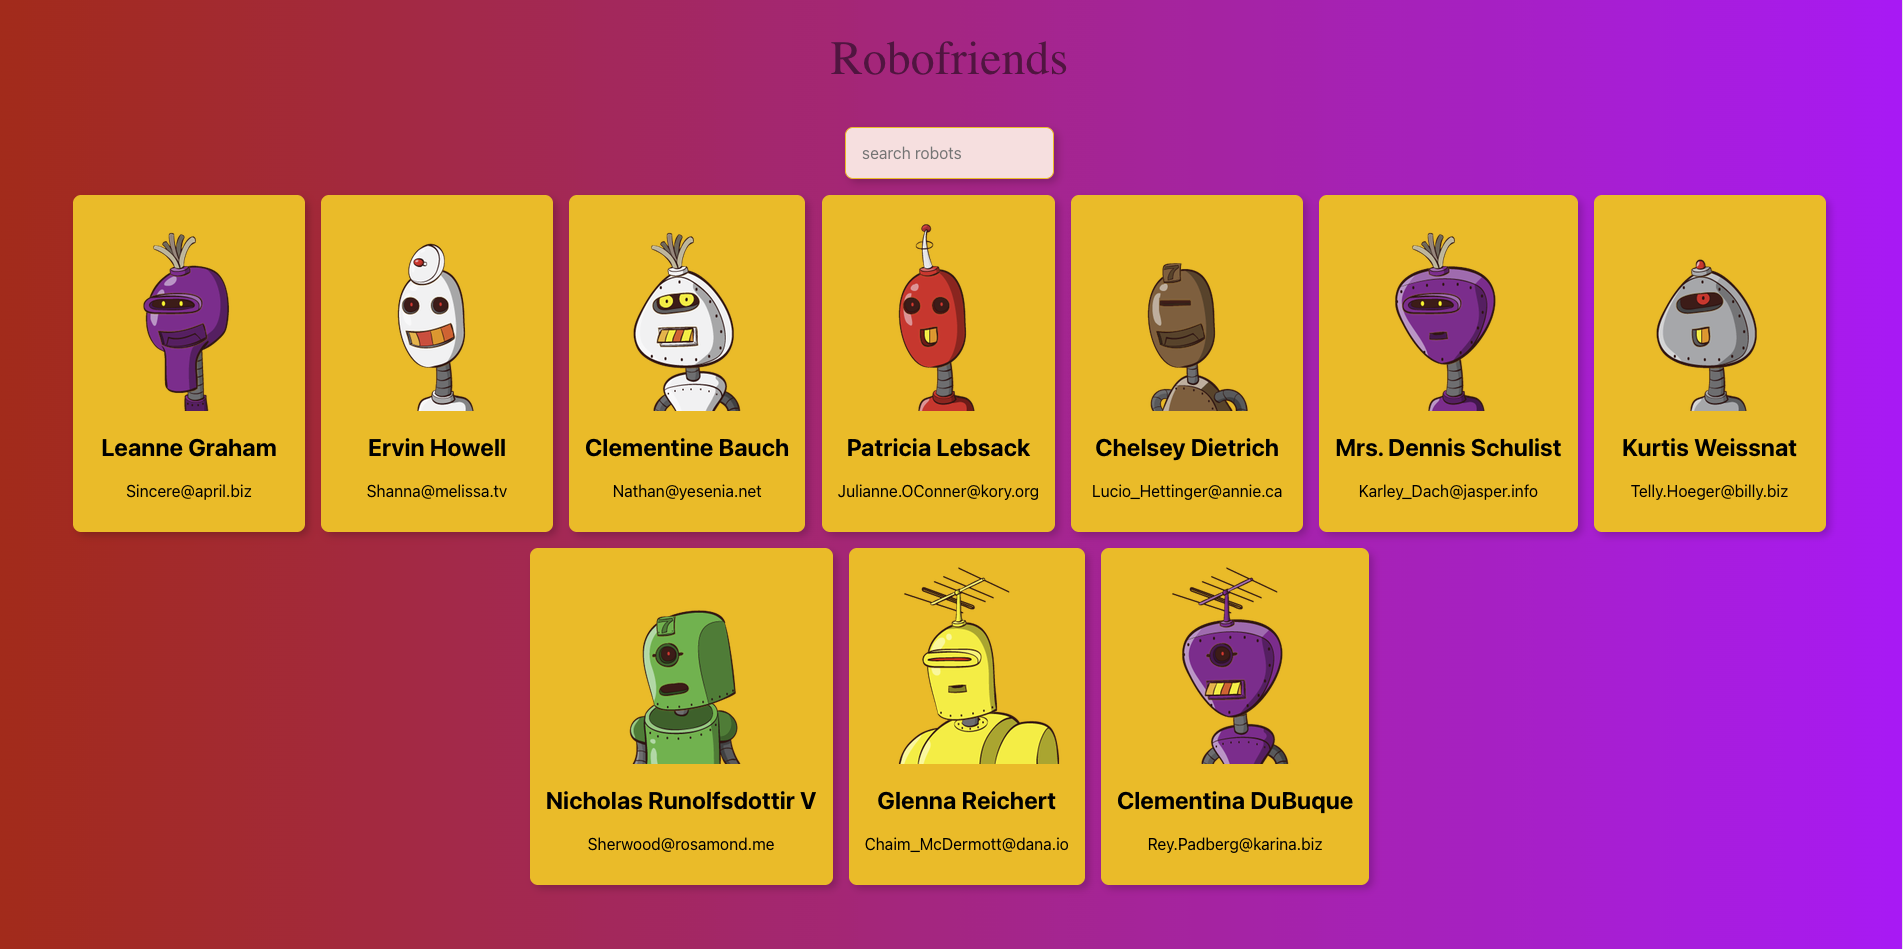 Robofriends
search robots
Leanne Graham
Sincere@april.biz
Ervin Howell
Shanna@melissa.tv
Clementine Bauch
Nathan@yesenia.net
Patricia Lebsack
Julianne.OConner@kory.org
7
Chelsey Dietrich
Lucio_Hettinger@annie.ca
Mrs. Dennis Schulist
Karley_Dach@jasper.info
Kurtis Weissnat
Telly.Hoeger@billy.biz
7
Nicholas Runolfsdottir V
Sherwood@rosamond.me
Glenna Reichert
Chaim_McDermott@dana.io
Clementina DuBuque
Rey.Padberg@karina.biz